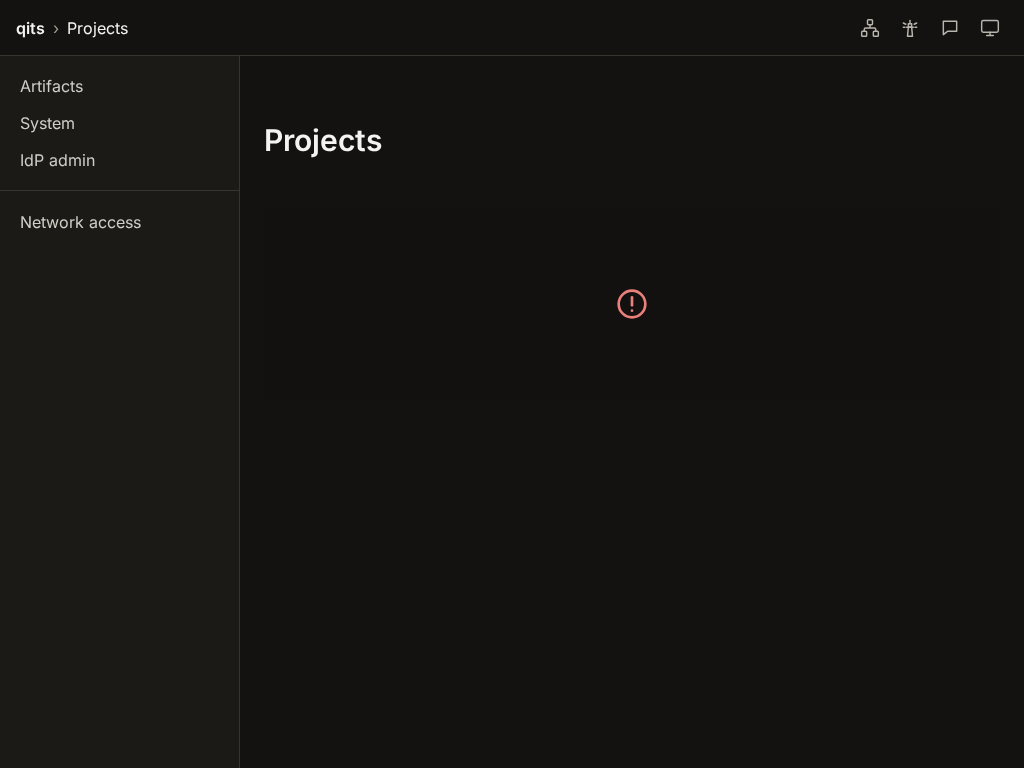 qits › Projects
Artifacts
System
IdP admin
Network access
Projects